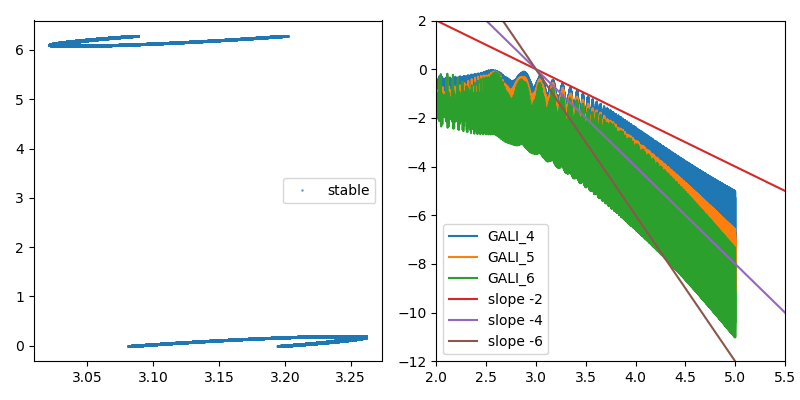 6
5
4
3
2
1
0
3.05 3.10 3.15 3.20 3.25
stable
2
0
−2
−4
−6
−8
−10
−12
2.0 2.5 3.0 3.5 4.0 4.5 5.0 5.5
GALI_4
GALI_5
GALI_6
slope -2
slope -4
slope -6